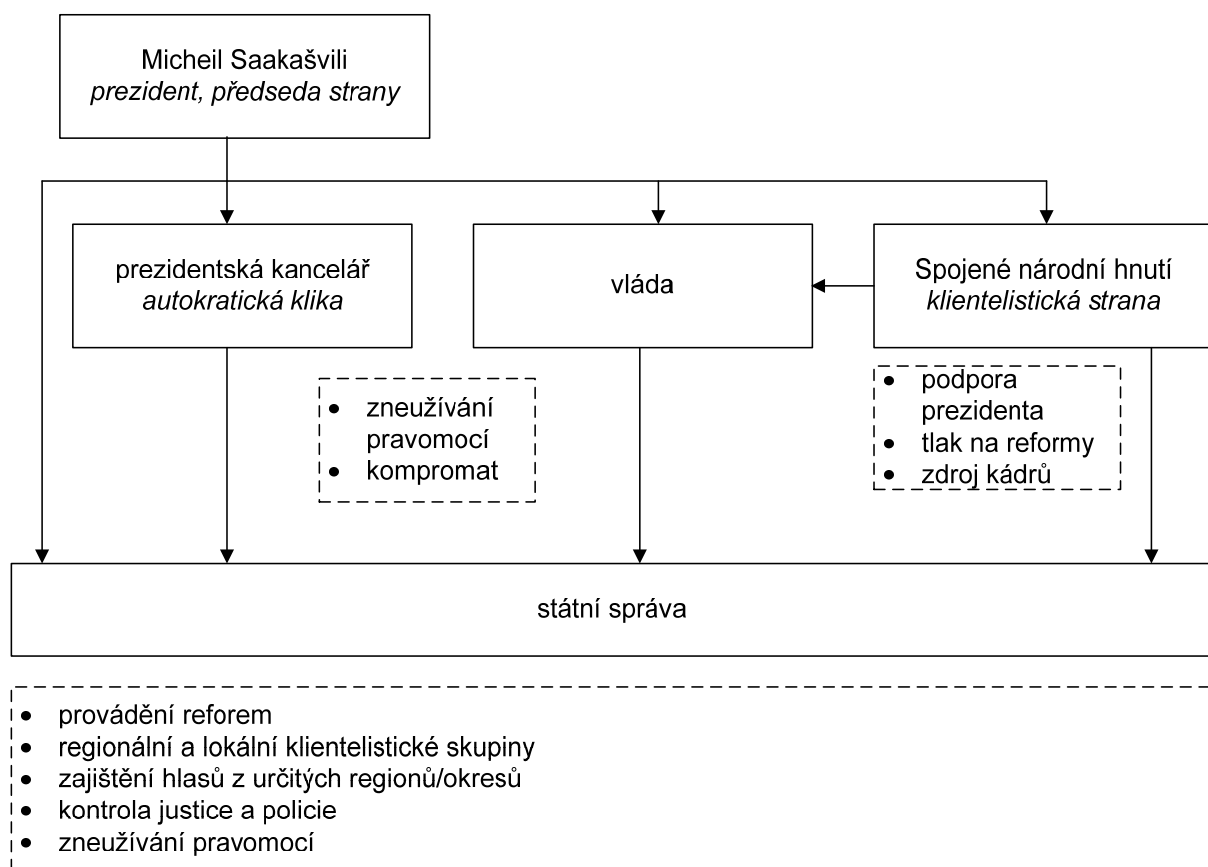 Micheil Saakašvili
prezident, předseda strany
prezidentská kancelář
autokratická klika
vláda
Spojené národní hnutí
klientelistická strana
• zneužívání
pravomocí
• kompromat
• podpora
prezidenta
• tlak na reformy
• zdroj kádrů
státní správa
• provádění reforem
• regionální a lokální klientelistické skupiny
• zajištění hlasů z určitých regionů/okresů
• kontrola justice a policie
• zneužívání pravomocí